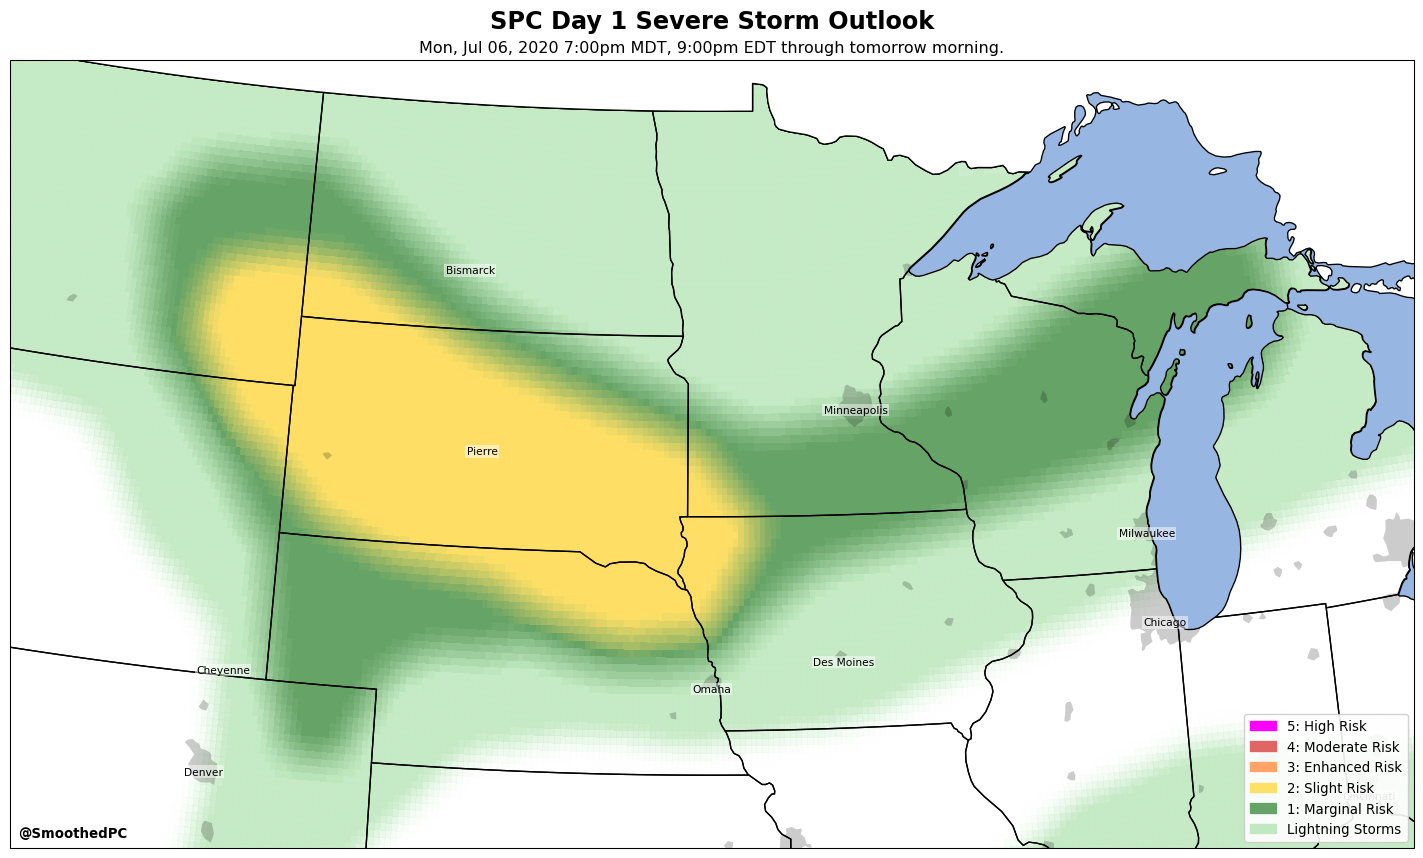 SPC Day 1 Severe Storm Outlook
Mon, Jul 06, 2020 7:00pm MDT, 9:00pm EDT through tomorrow morning.
Bismarck
Minneapolis
Pierre
Milwaukee
Chicago
Des Moines
Cheyenne
Omaha
Denver
5: High Risk
4: Moderate Risk
3: Enhanced Risk
2: Slight Risk
Cincinnati
1: Marginal Risk
Lightning Storms
@SmoothedPC